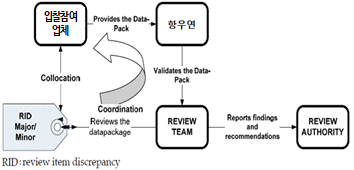 입찰참여
업체
Provides the Data-
Pack
항우연
Collocation
Validates the Data-
Pack
Coordination
RID
Major/
Minor
Reviews the
datapackage
REVIEW
TEAM
Reports findings
and
recommendations
REVIEW
AUTHORITY
RID: review item discrepancy